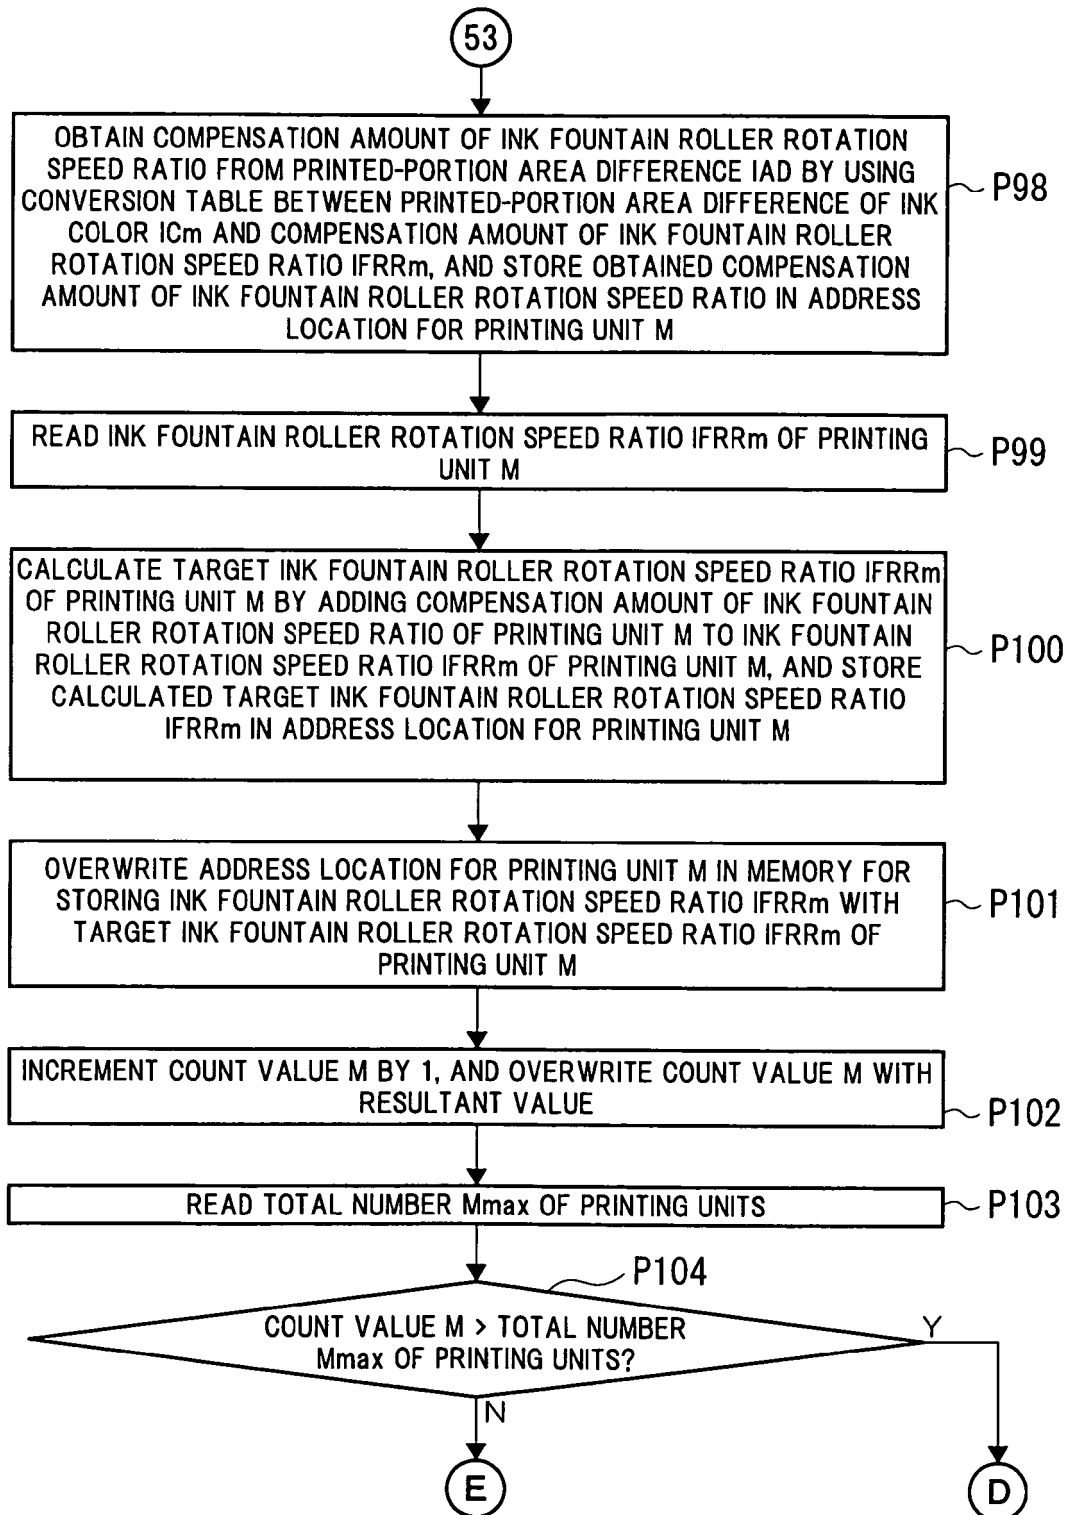 53
OBTAIN COMPENSATION AMOUNT OF INK FOUNTAIN ROLLER ROTATION
SPEED RATIO FROM PRINTED-PORTION AREA DIFFERENCE IAD BY USING
CONVERSION TABLE BETWEEN PRINTED-PORTION AREA DIFFERENCE OF INK
COLOR ICm AND COMPENSATION AMOUNT OF INK FOUNTAIN ROLLER
ROTATION SPEED RATIO IFRRm, AND STORE OBTAINED COMPENSATION
AMOUNT OF INK FOUNTAIN ROLLER ROTATION SPEED RATIO IN ADDRESS
LOCATION FOR PRINTING UNIT M
P98
READ INK FOUNTAIN ROLLER ROTATION SPEED RATIO IFRRm OF PRINTING
UNIT M
P99
CALCULATE TARGET INK FOUNTAIN ROLLER ROTATION SPEED RATIO IFRRm
OF PRINTING UNIT M BY ADDING COMPENSATION AMOUNT OF INK FOUNTAIN
ROLLER ROTATION SPEED RATIO OF PRINTING UNIT M TO INK FOUNTAIN
ROLLER ROTATION SPEED RATIO IFRRm OF PRINTING UNIT M, AND STORE
CALCULATED TARGET INK FOUNTAIN ROLLER ROTATION SPEED RATIO
IFRRm IN ADDRESS LOCATION FOR PRINTING UNIT M
P100
OVERWRITE ADDRESS LOCATION FOR PRINTING UNIT M IN MEMORY FOR
STORING INK FOUNTAIN ROLLER ROTATION SPEED RATIO IFRRm WITH
TARGET INK FOUNTAIN ROLLER ROTATION SPEED RATIO IFRRm OF
PRINTING UNIT M
P101
INCREMENT COUNT VALUE M BY 1, AND OVERWRITE COUNT VALUE M WITH
RESULTANT VALUE
P102
READ TOTAL NUMBER Mmax OF PRINTING UNITS
P103
P104
COUNT VALUE M > TOTAL NUMBER
Mmax OF PRINTING UNITS?
Y
N
E
D